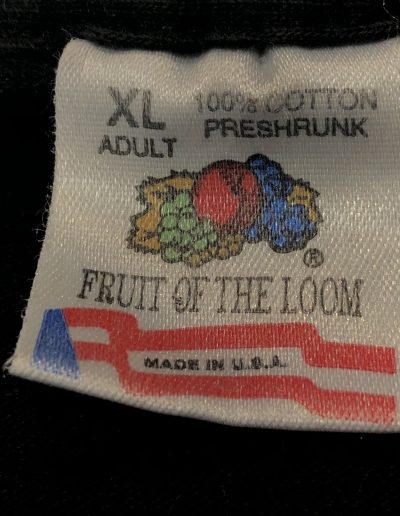 XL
ADULT
100% COTTON
PRESHRUNK
®
FRUIT OF THE LOOM
MADE IN U.S.A.